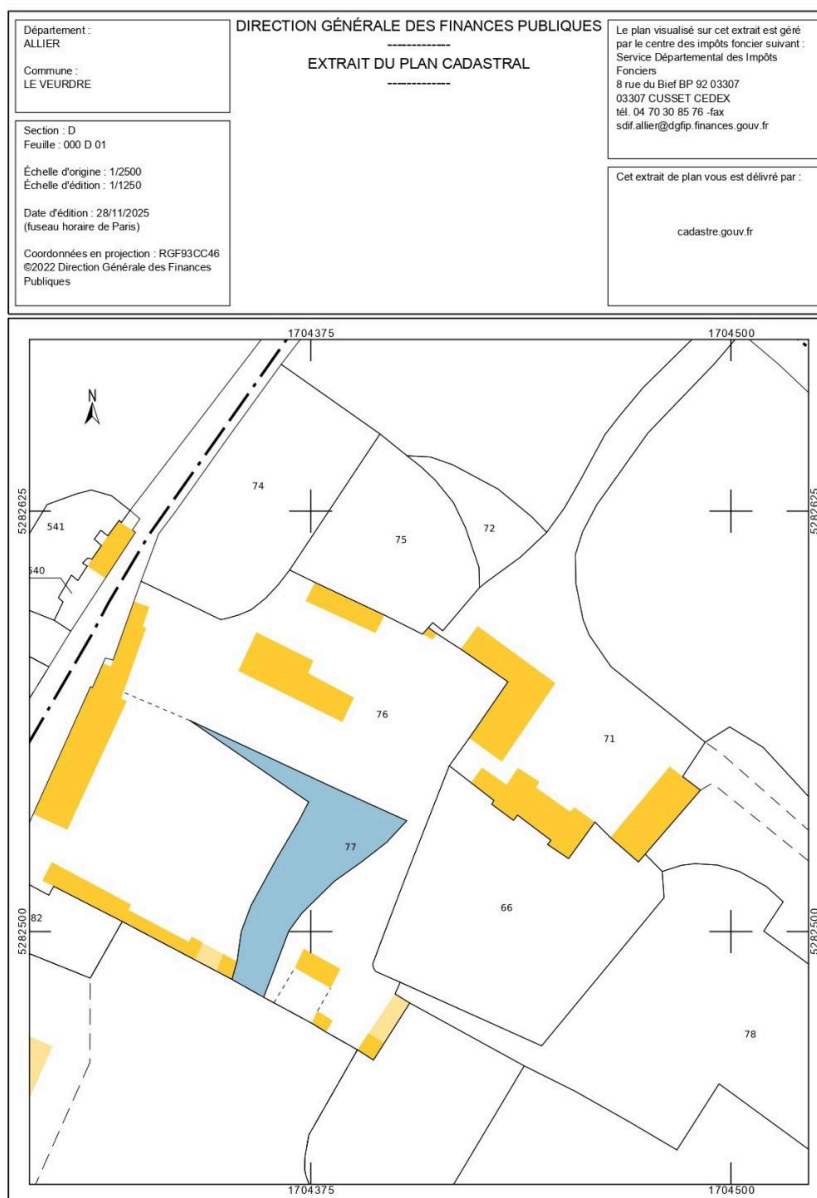 Département :
ALLIER
Commune :
LE VEURDRE
Section : D
Feuille : 000 D 01
Échelle d'origine : 1/2500
Échelle d'édition : 1/1250
Date d'édition : 28/11/2025
(fuseau horaire de Paris)
Coordonnées en projection : RGF93CC46
©2022 Direction Générale des Finances
Publiques
DIRECTION GÉNÉRALE DES FINANCES PUBLIQUES
-------------
EXTRAIT DU PLAN CADASTRAL
-------------
Le plan visualisé sur cet extrait est géré
par le centre des impôts foncier suivant :
Service Départemental des Impôts
Fonciers
8 rue du Bief BP 92 03307
03307 CUSSET CEDEX
tél. 04 70 30 85 76 -fax
sdif.allier@dgfip.finances.gouv.fr
Cet extrait de plan vous est délivré par :
cadastre.gouv.fr
1704375
1704500
N
74
5282625
541
72
5282625
75
540
76
71
77
66
82
5282500
5282500
78
1704375
1704500